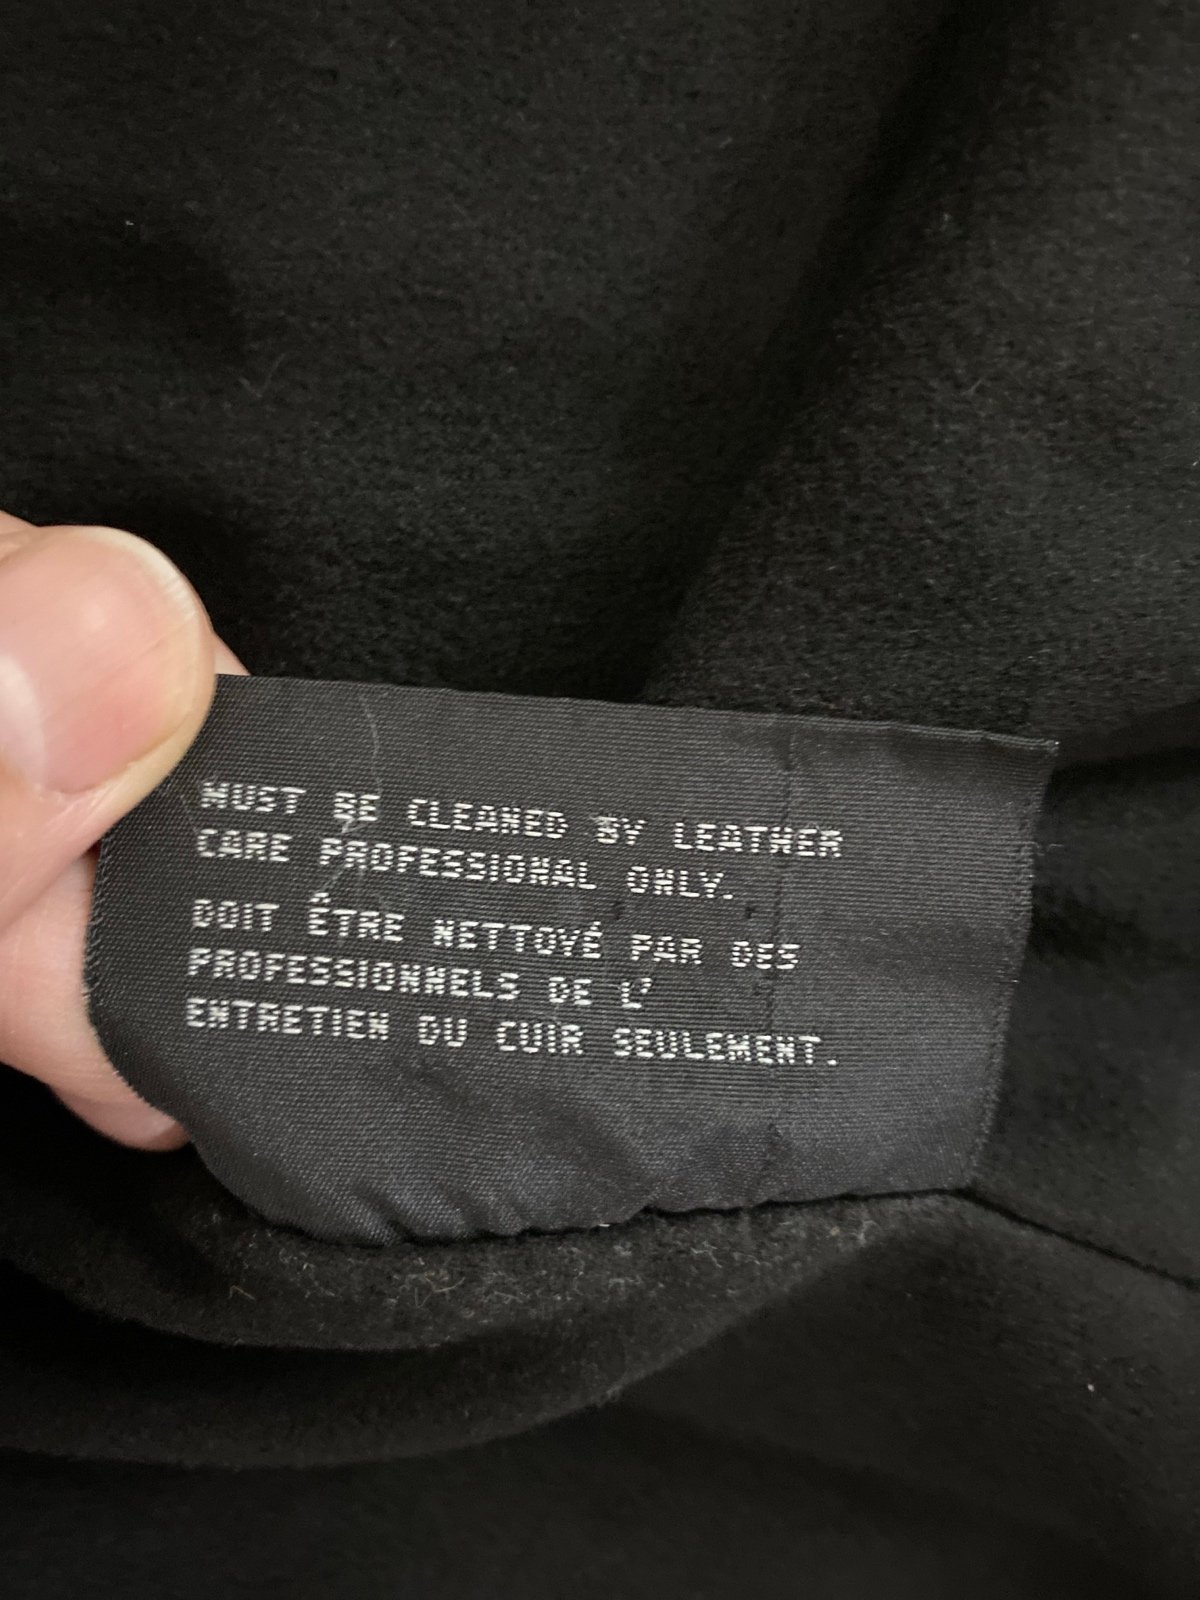 MUST BE CLEANED BY LEATHER
CARE PROFESSIONAL ONLY.
DOIT ÊTRE NETTOYÉ PAR DES
PROFESSIONNELS DE L'
ENTRETIEN DU CUIR SEULEMENT.